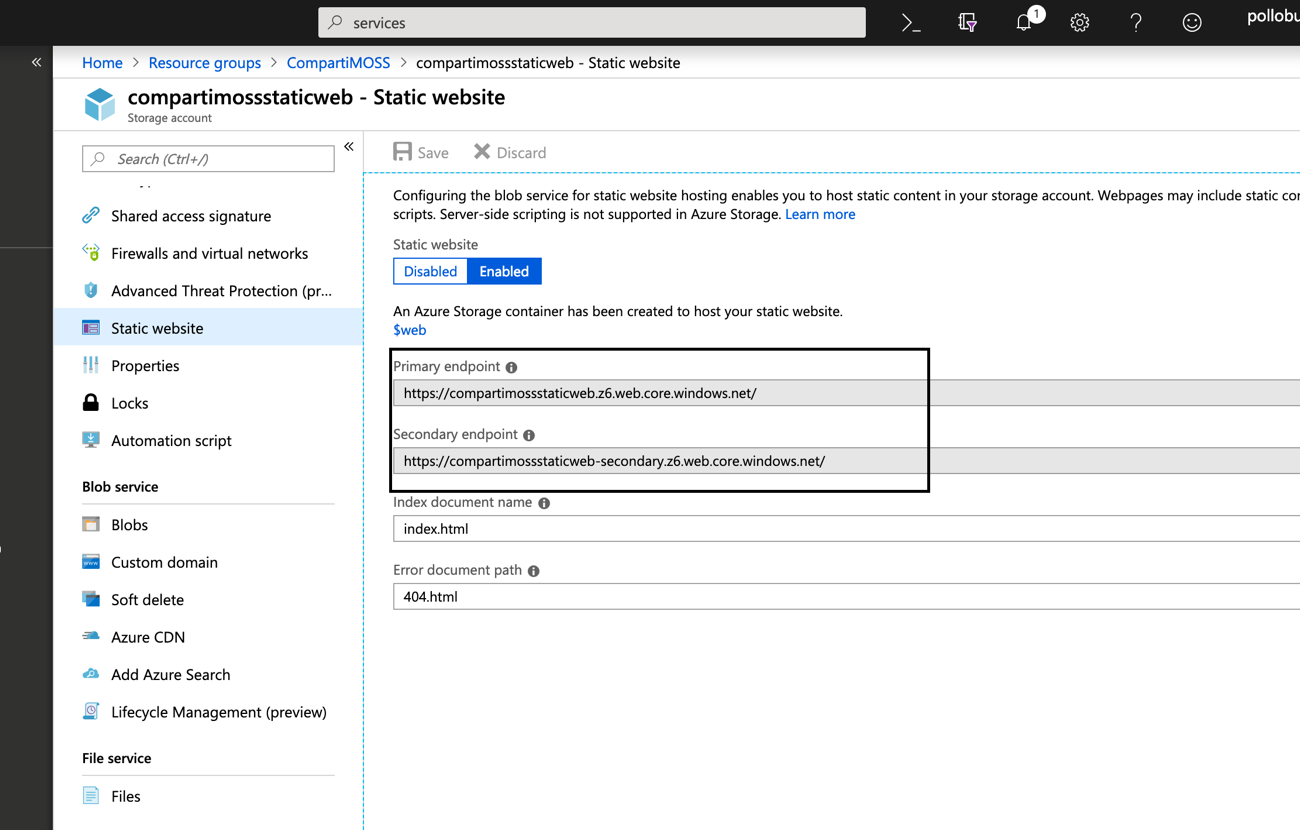 services
1
pollobu
Home > Resource groups > CompartiMOSS > compartimossstaticweb - Static website
compartimossstaticweb - Static website
Storage account
Search (Ctrl+/)
Shared access signature
Firewalls and virtual networks
Advanced Threat Protection (pr...
Static website
Properties
Locks
Automation script
Blob service
Blobs
Custom domain
Soft delete
Azure CDN
Add Azure Search
Lifecycle Management (preview)
File service
Files
Save
Discard
Configuring the blob service for static website hosting enables you to host static content in your storage account. Webpages may include static co
scripts. Server-side scripting is not supported in Azure Storage. Learn more
Static website
Disabled
Enabled
An Azure Storage container has been created to host your static website.
$web
Primary endpoint
https://compartimossstaticweb.z6.web.core.windows.net/
Secondary endpoint
https://compartimossstaticweb-secondary.z6.web.core.windows.net/
Index document name
index.html
Error document path
404.html